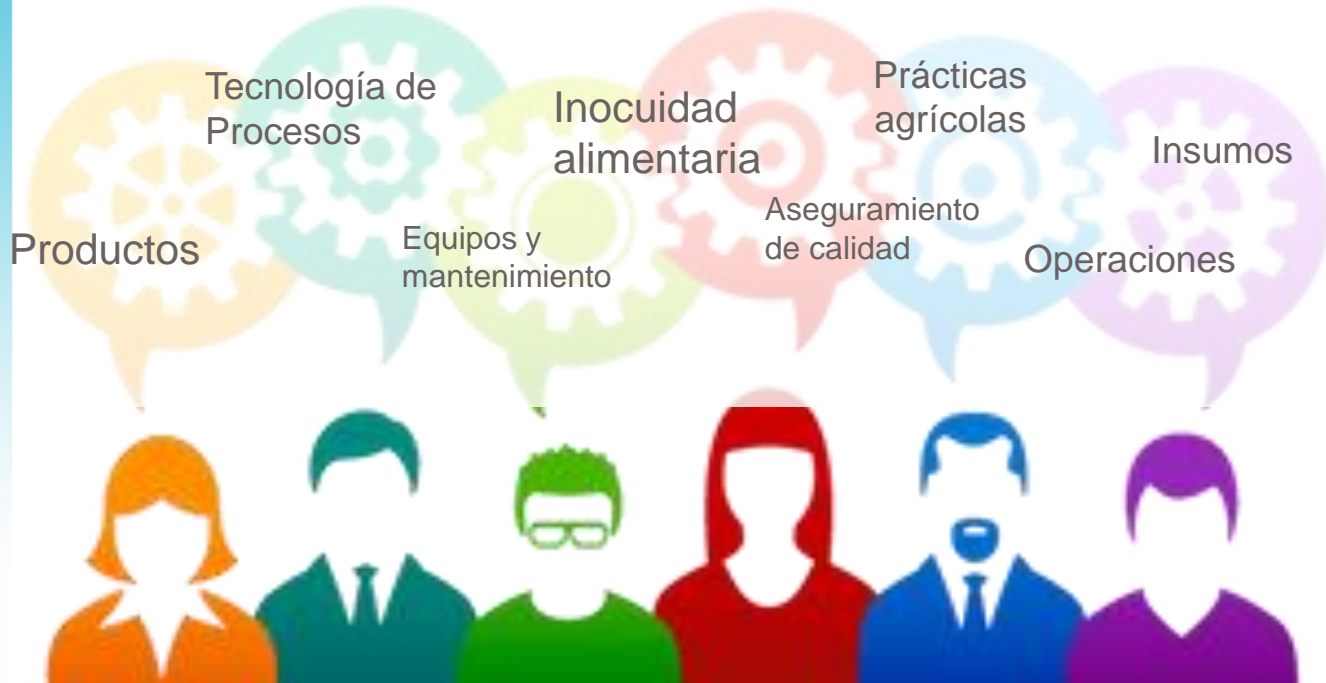 Productos
Tecnología de
Procesos
Equipos y
mantenimiento
Inocuidad
alimentaria
Aseguramiento
de calidad
Prácticas
agrícolas
Operaciones
Insumos